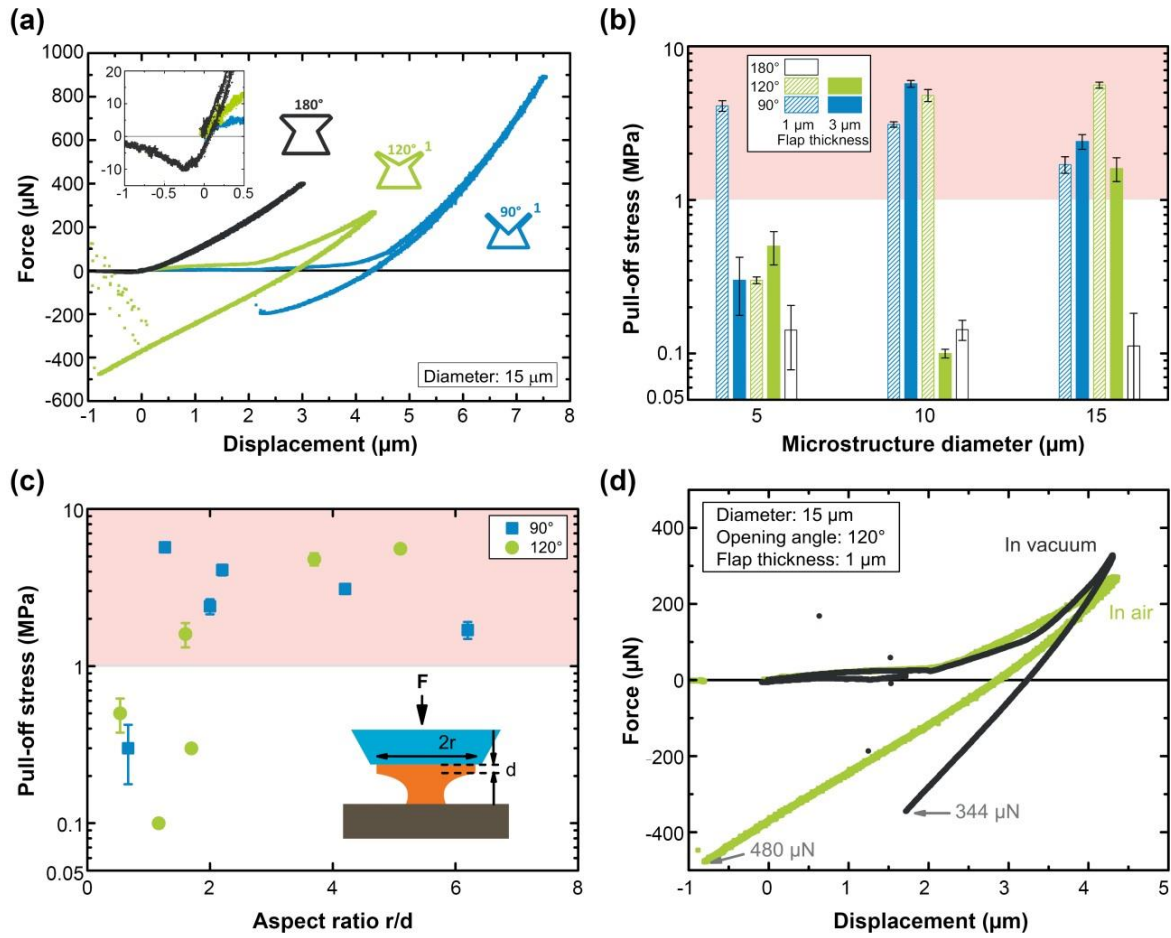 (a)
1000
800
600
400
200
0
-200
-400
-600
-1 0 1 2 3 4 5 6 7 8
Force (µN)
Displacement (µm)
20
10
0
-10
-1 -0.5 0 0.5
180°
120° 1
90° 1
Diameter: 15 µm
(b)
10
1
0.1
0.05
5 10 15
Pull-off stress (MPa)
Microstructure diameter (µm)
180°
120°
90°
1 µm 3 µm
Flap thickness
(c)
10
1
0.1
0.05
0 2 4 6 8
Pull-off stress (MPa)
Aspect ratio r/d
90°
120°
F
2r
d
(d)
400
200
0
-200
-400
-1 0 1 2 3 4 5
Force (µN)
Displacement (µm)
Diameter: 15 µm
Opening angle: 120°
Flap thickness: 1 µm
In vacuum
In air
344 µN
480 µN